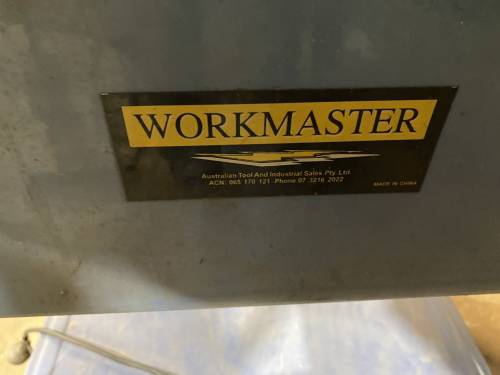 WORKMASTER
Australian Tool And Industrial Sales Pty. Ltd
ACN: 065 170 121 Phone 07 3216 2022
MADE IN CHINA